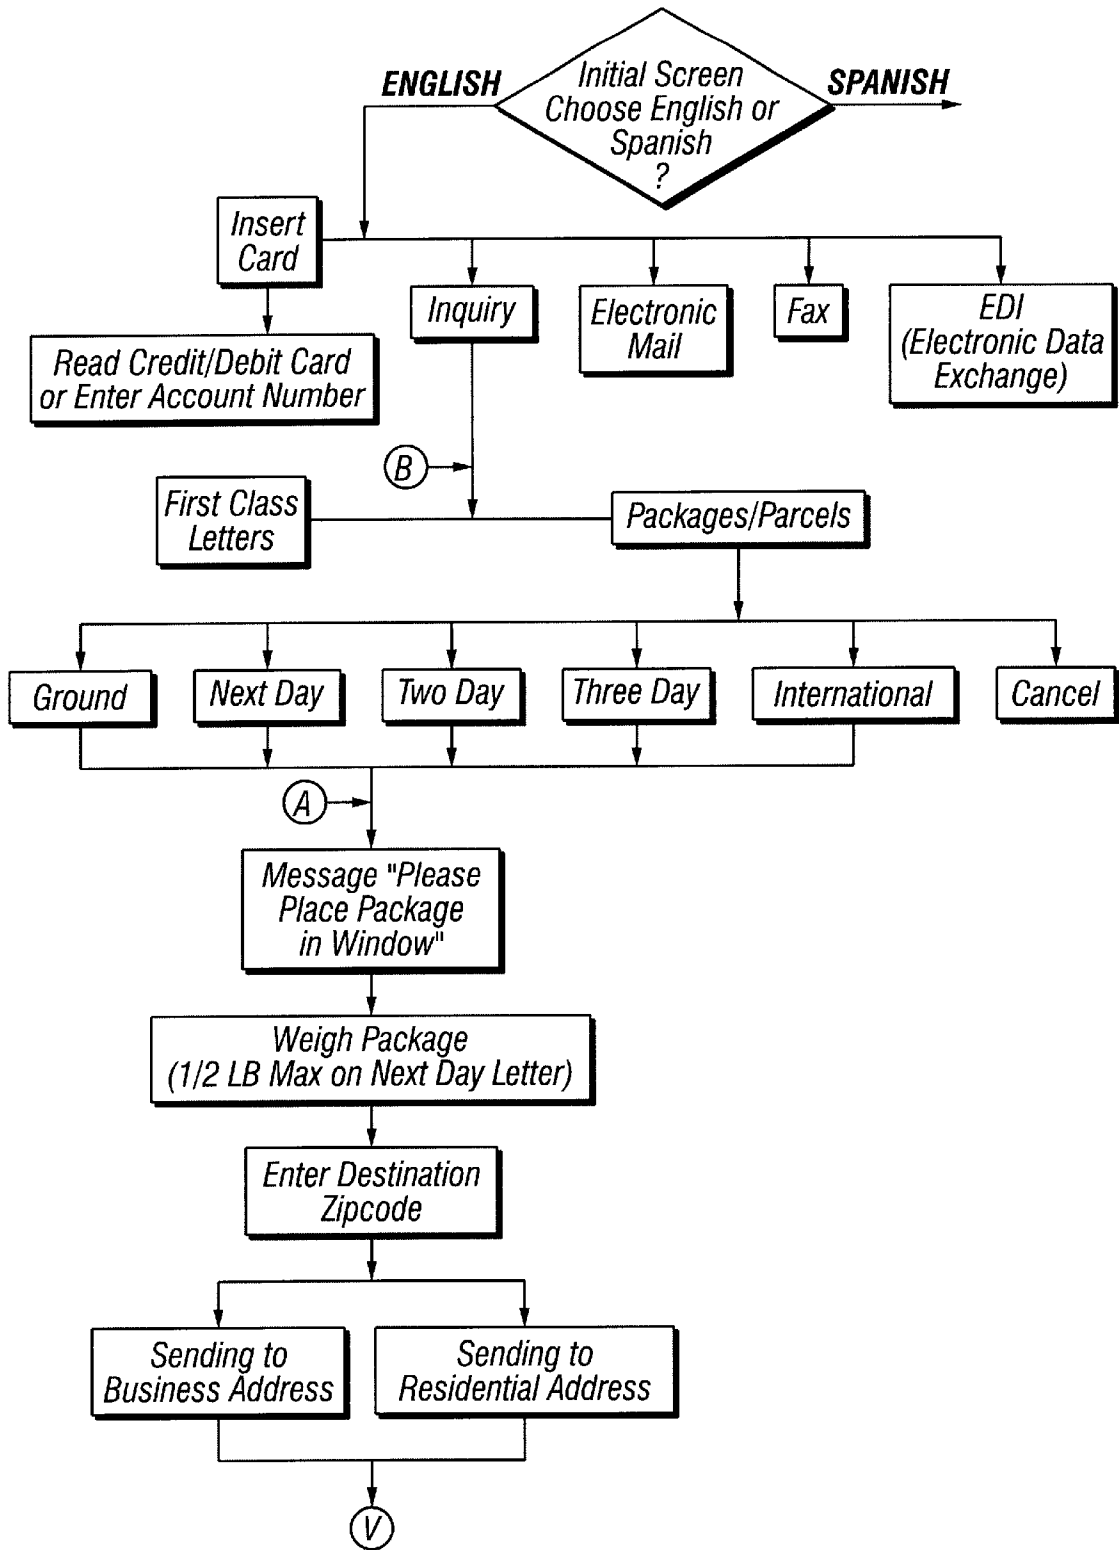 ENGLISH
Initial Screen
Choose English or
Spanish
?
SPANISH
Insert
Card
Inquiry
Electronic
Mail
Fax
EDI
(Electronic Data
Exchange)
Read Credit/Debit Card
or Enter Account Number
B
First Class
Letters
Packages/Parcels
Ground
Next Day
Two Day
Three Day
International
Cancel
A
Message "Please
Place Package
in Window"
Weigh Package
(1/2 LB Max on Next Day Letter)
Enter Destination
Zipcode
Sending to
Business Address
Sending to
Residential Address
V